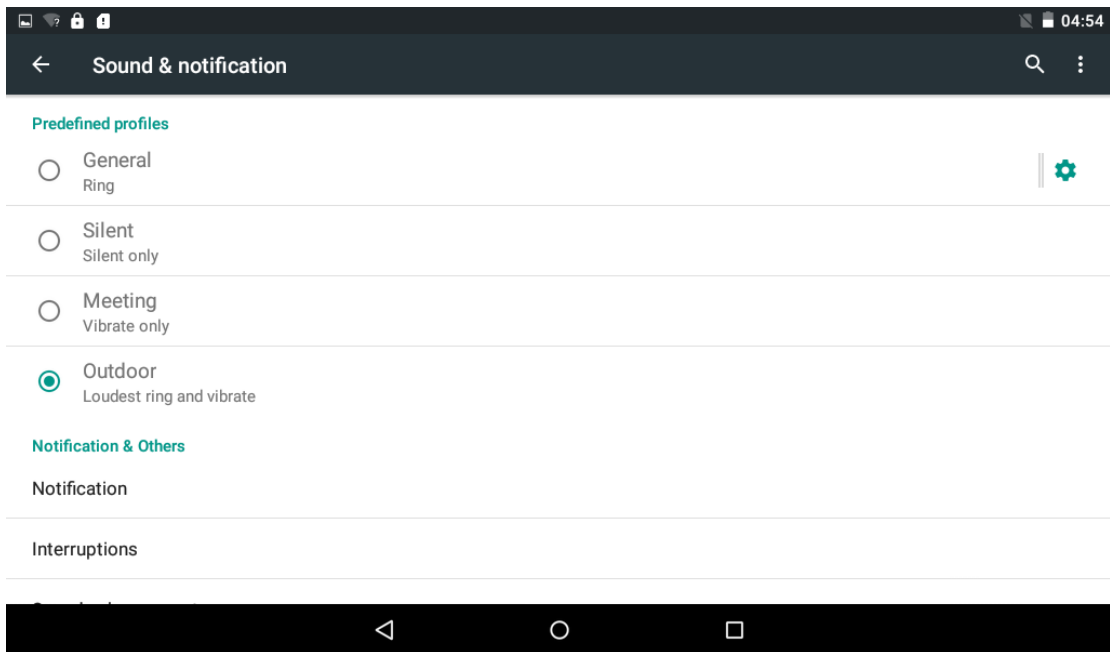 04:54
Sound & notification
Predefined profiles
General
Ring
Silent
Silent only
Meeting
Vibrate only
Outdoor
Loudest ring and vibrate
Notification & Others
Notification
Interruptions